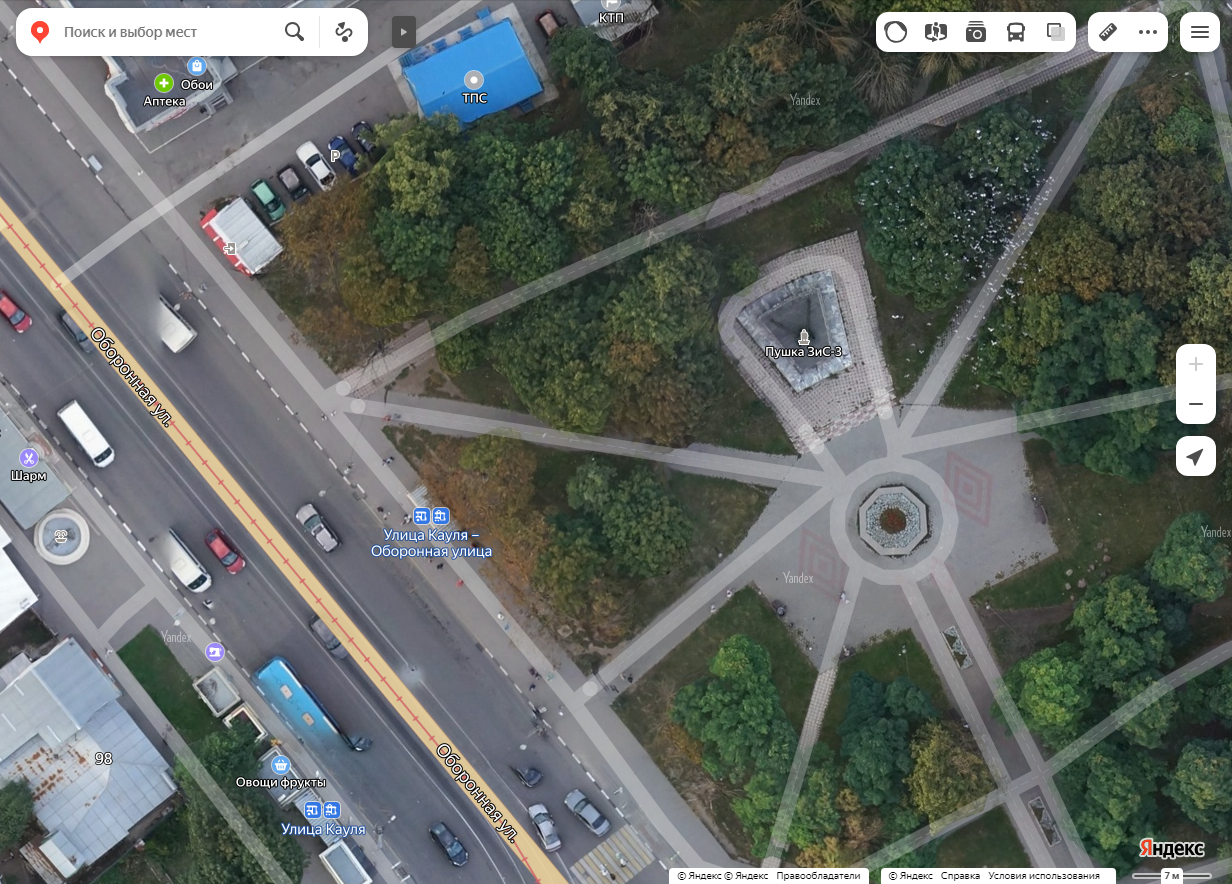 Поиск и выбор мест
КТП
Обои
Аптека
ТПС
Yandex
P
Оборонная ул.
Пушка ЗиС-3
Шарм
Улица Кауля –
Оборонная улица
Yandex
Yandex
Yandex
98
Овощи фрукты
Оборонная ул.
Улица Кауля
Яндекс
© Яндекс © Яндекс Правообладатели
© Яндекс Справка Условия использования
7 м